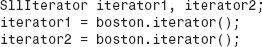 SllIterator iterator1, iterator2;
iterator1 = boston.iterator();
iterator2 = boston.iterator();